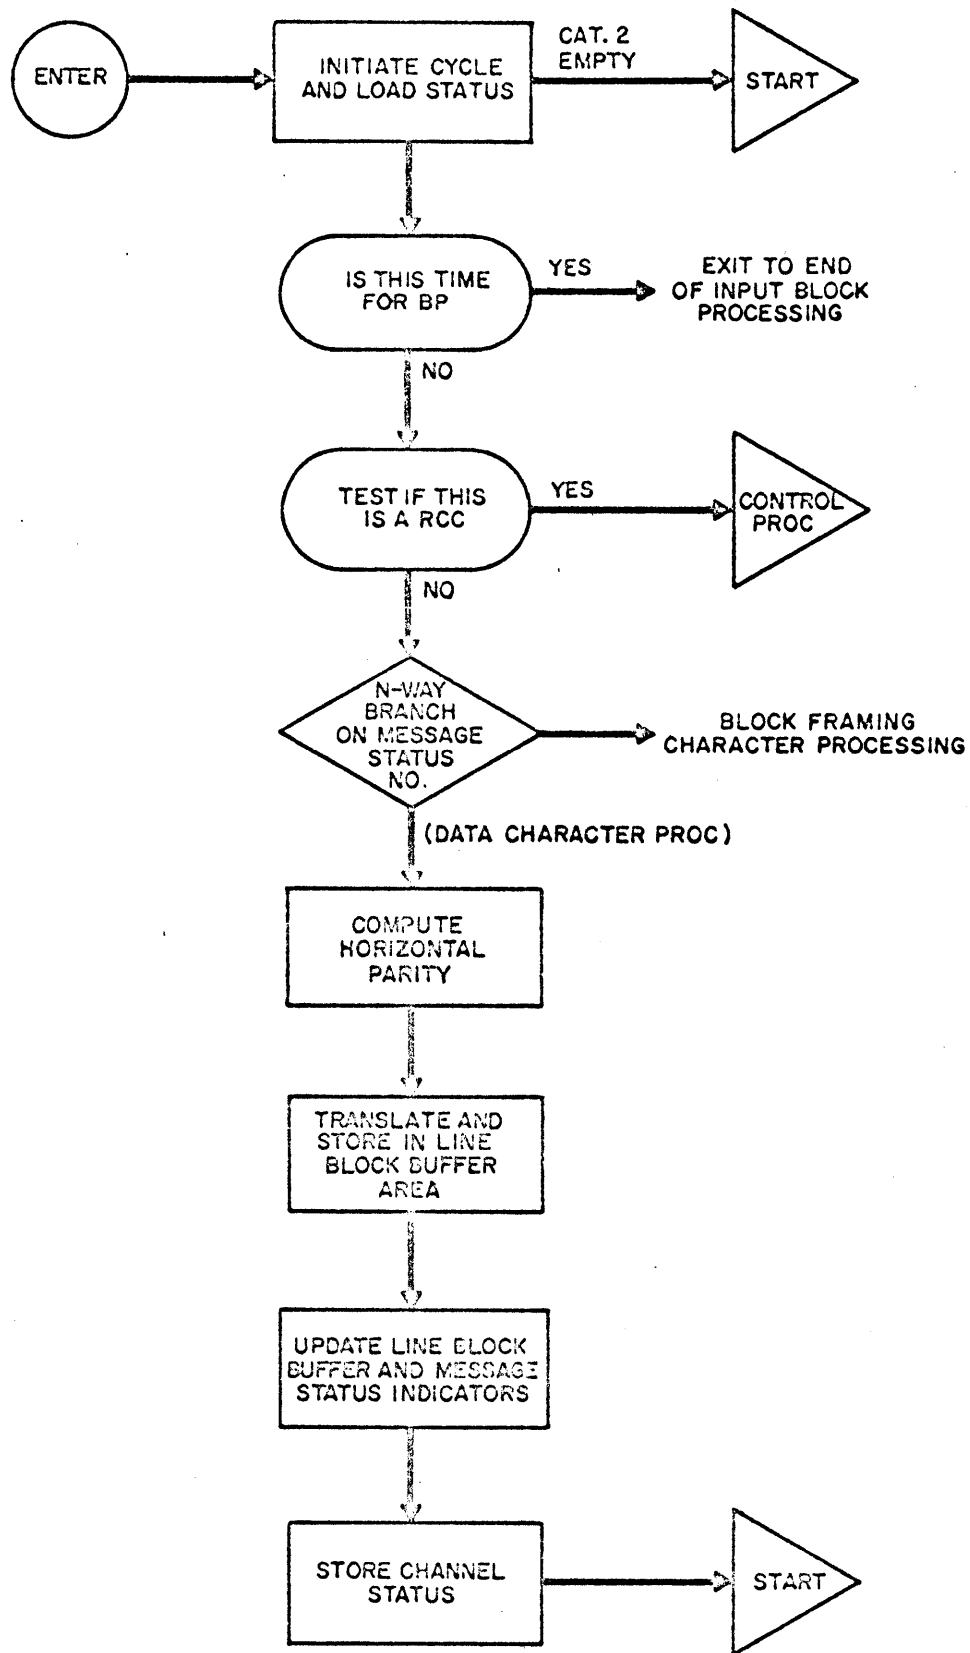 ENTER
INITIATE CYCLE
AND LOAD STATUS
CAT. 2
EMPTY
START
IS THIS TIME
FOR BP
YES
EXIT TO END
OF INPUT BLOCK
PROCESSING
NO
TEST IF THIS
IS A RCC
YES
CONTROL
PROC
NO
N-WAY
BRANCH
ON MESSAGE
STATUS
NO.
BLOCK FRAMING
CHARACTER PROCESSING
(DATA CHARACTER PROC)
COMPUTE
HORIZONTAL
PARITY
TRANSLATE AND
STORE IN LINE
BLOCK BUFFER
AREA
UPDATE LINE BLOCK
BUFFER AND MESSAGE
STATUS INDICATORS
STORE CHANNEL
STATUS
START